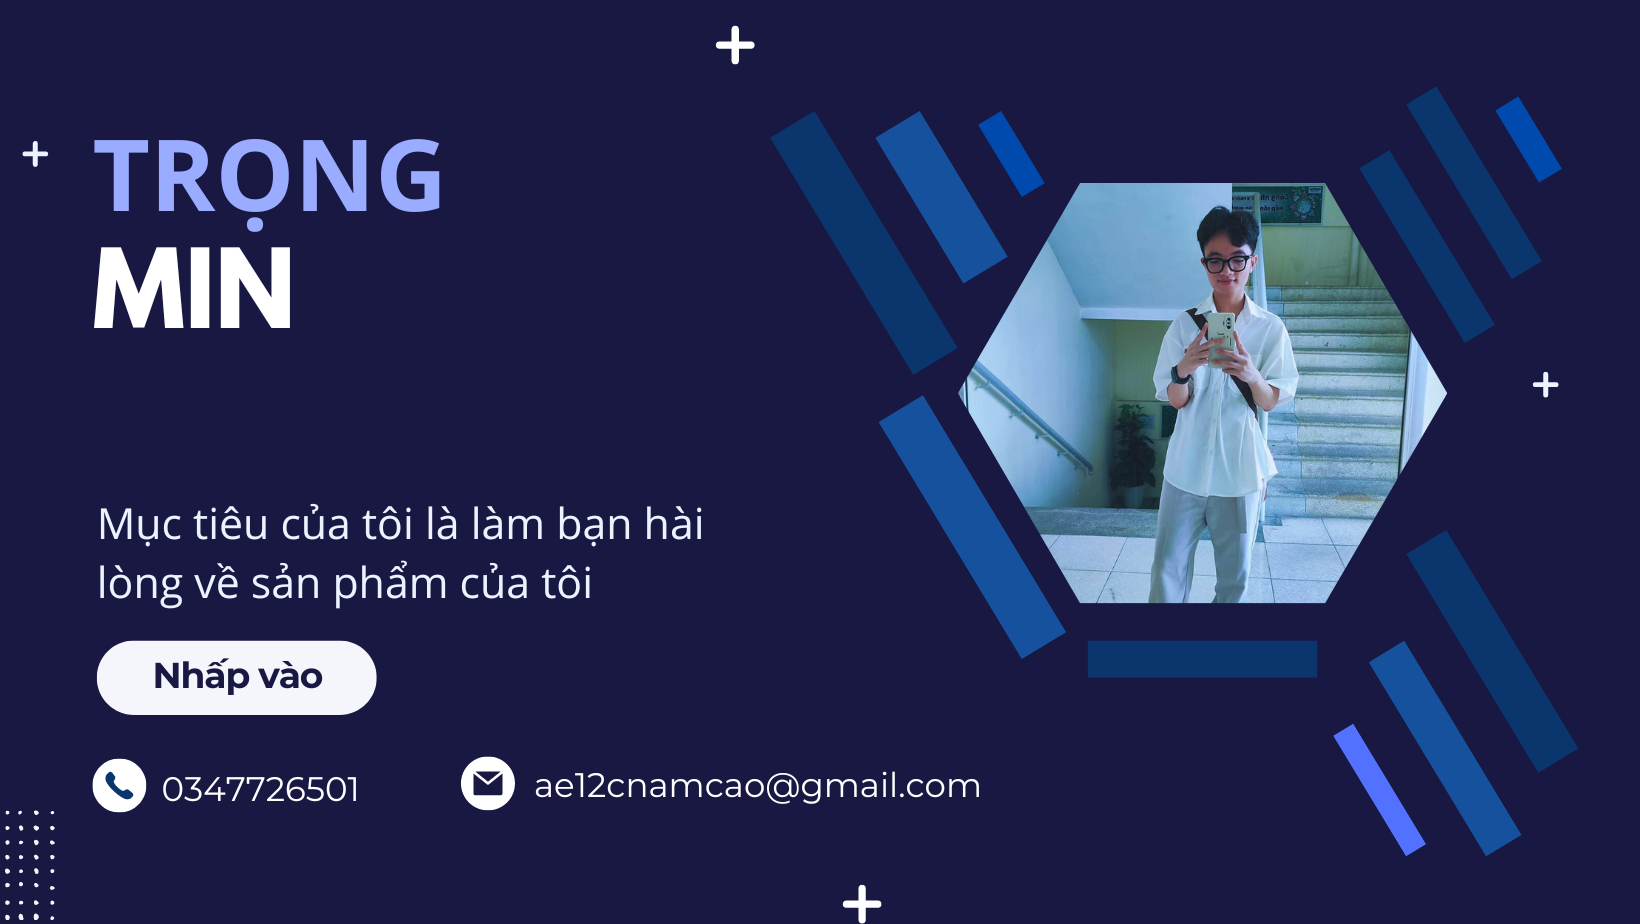 TRỌNG
MIN
Mục tiêu của tôi là làm bạn hài
lòng về sản phẩm của tôi
Nhấp vào
0347726501
ae12cnamcao@gmail.com